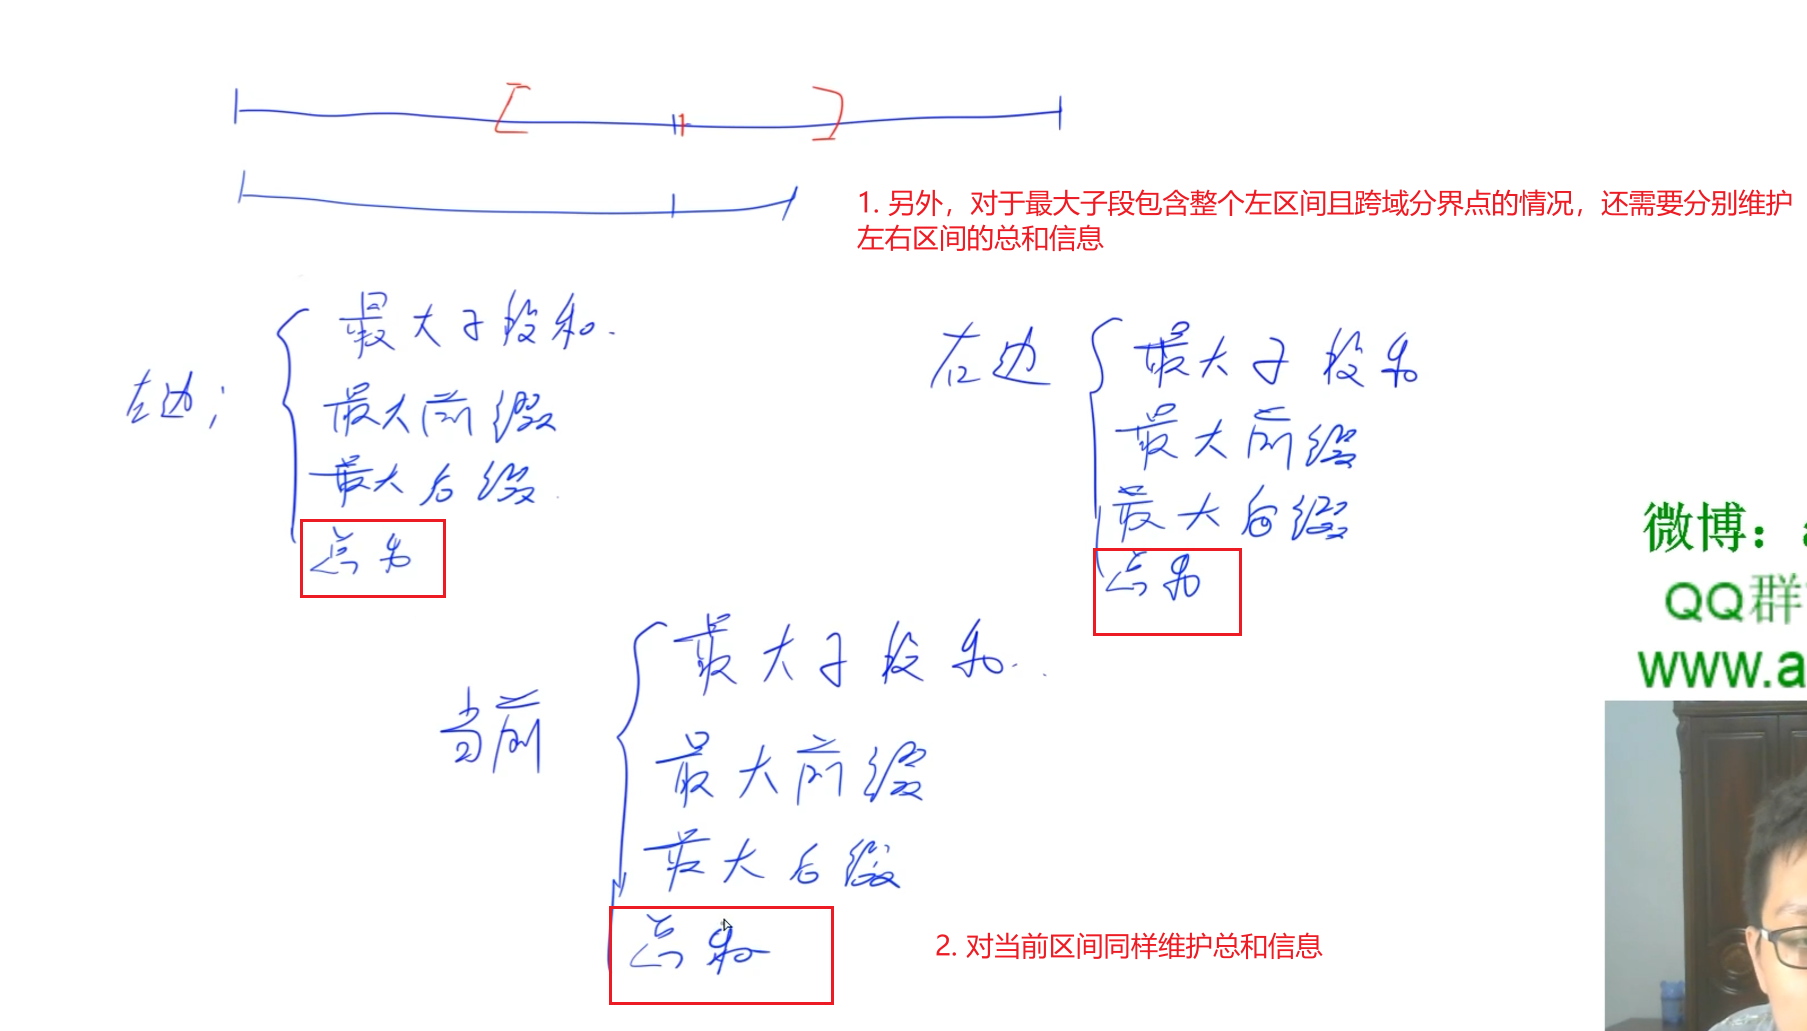 1. 另外，对于最大子段包含整个左区间且跨域分界点的情况，还需要分别维护
左右区间的总和信息
左边；
最大子段和.
最大前缀
最大后缀
总和
右边
最大子段和
最大前缀
最大后缀
总和
当前
最大子段和.
最大前缀
最大后缀
总和
2. 对当前区间同样维护总和信息
微博：a
QQ群
www.a